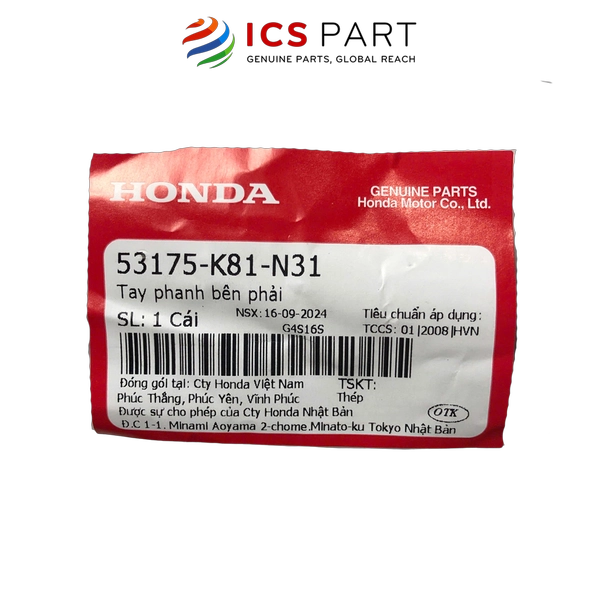 ICS PART
GENUINE PARTS, GLOBAL REACH
HONDA
GENUINE PARTS
Honda Motor Co., Ltd.
53175-K81-N31
Tay phanh bên phải
SL: 1 Cái
NSX: 16-09-2024
G4S16S
Tiêu chuẩn áp dụng :
TCCS: 01|2008|HVN
Đóng gói tại: Cty Honda Việt Nam
Phúc Thắng, Phúc Yên, Vĩnh Phúc
TSKT:
Thép
Được sự cho phép của Cty Honda Nhật Bản
OTK
Đ.C 1-1. Minami Aoyama 2-chome.Minato-ku Tokyo Nhật Bản